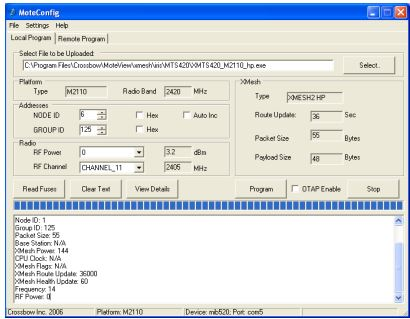 MoteConfig
File Settings Help
Local Program Remote Program
Select File to be Uploaded:
C:\Program Files\Crossbow\MoteView\xmesh\iris\MTS420\XMTS420_M2110_hp.exe Select..
Platform
Type M2110 Radio Band 2420 MHz
Addresses
NODE ID 6 Hex Auto Inc
GROUP ID 125 Hex
Radio
RF Power 0 3.2 dBm
RF Channel CHANNEL_11 2405 MHz
XMesh
Type XMESH2 HP
Route Update: 36 Sec
Packet Size 55 Bytes
Payload Size 48 Bytes
Read Fuses Clear Text View Details Program OTAP Enable Stop
Node ID: 1
Group ID: 125
Packet Size: 55
Base Station: N/A
XMesh Power: 144
CPU Clock: N/A
XMesh Flags: N/A
XMesh Route Update: 36000
XMesh Health Update: 60
Frequency: 14
RF Power: 0
Crossbow Inc. 2006 Platform: M2110 Device: mib520; Port: com5